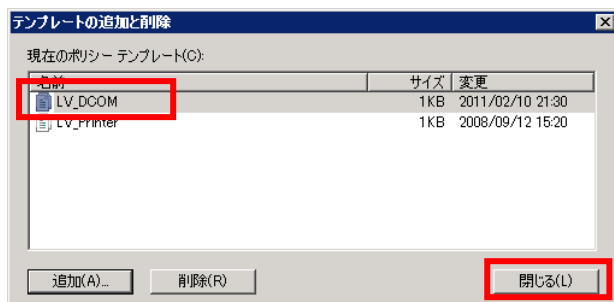 テンプレートの追加と削除
現在のポリシー テンプレート(C):
名前 サイズ 変更
LV_DCOM 1KB 2011/02/10 21:30
LV_Printer 1KB 2008/09/12 15:20
追加(A)... 削除(R) 閉じる(L)